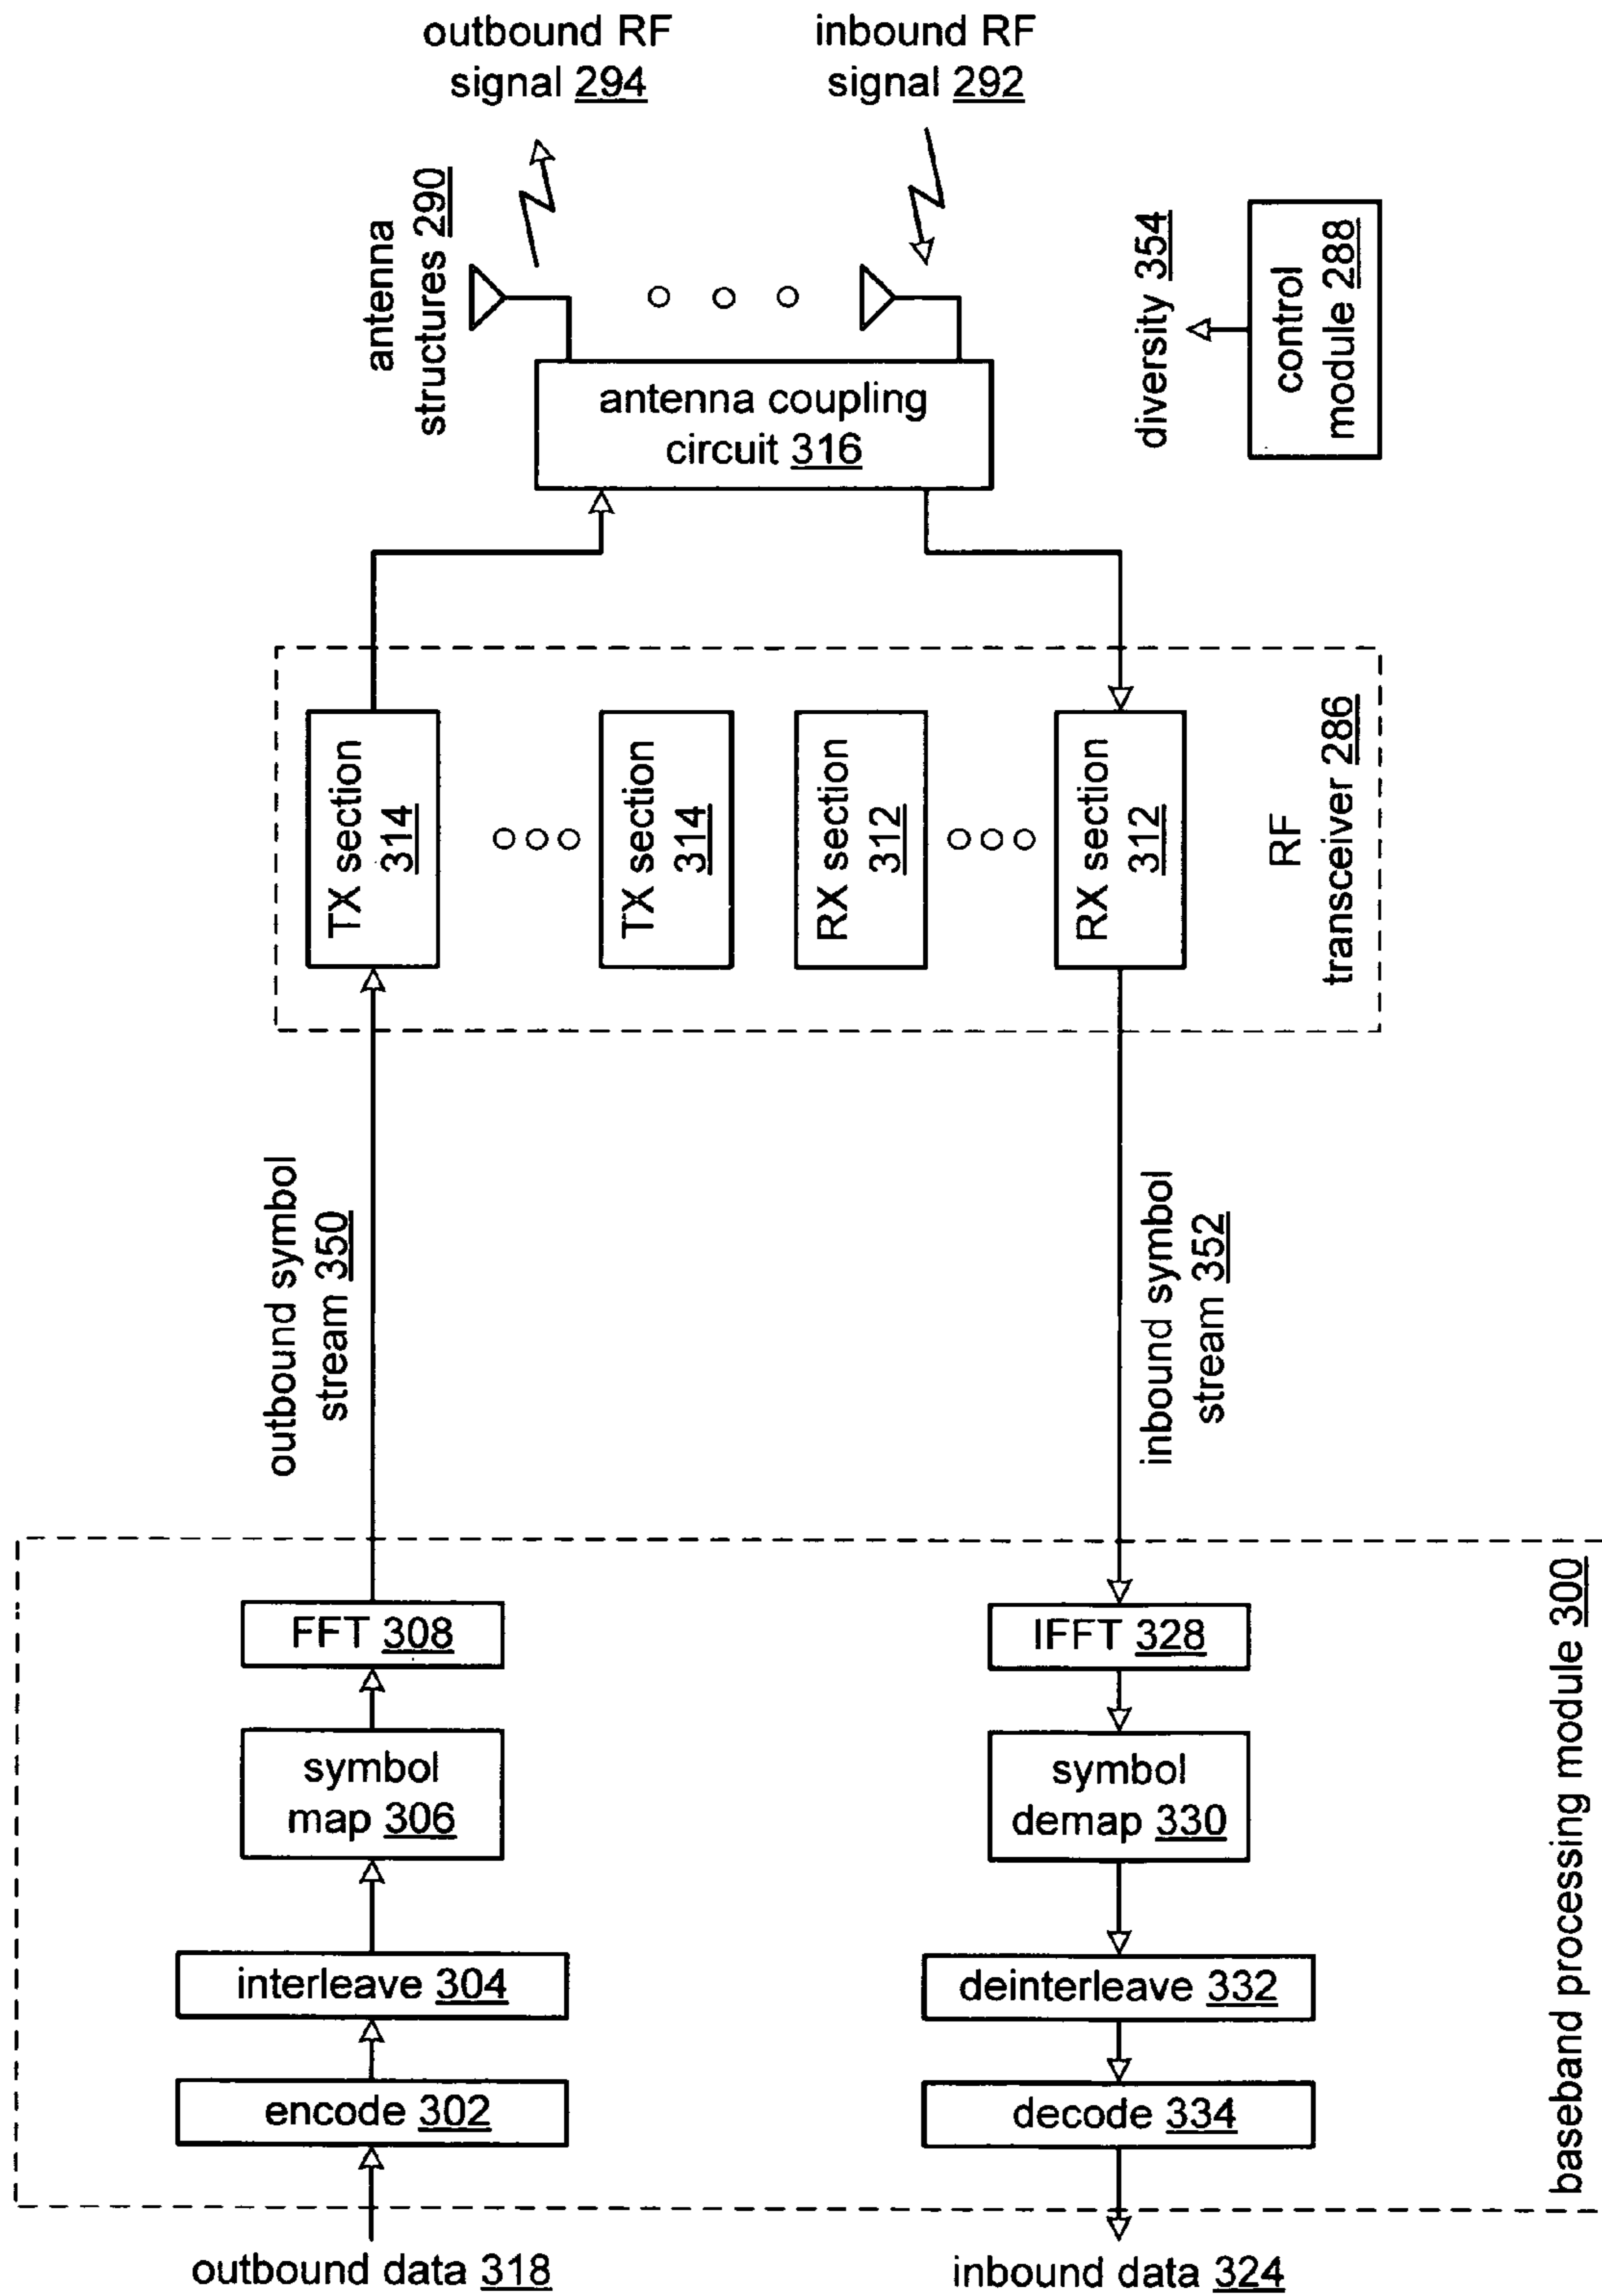 outbound RF
signal 294
inbound RF
signal 292
antenna
structures 290
diversity 354
control
module 288
antenna coupling
circuit 316
TX section
314
TX section
314
RX section
312
RX section
312
RF
transceiver 286
outbound symbol
stream 350
inbound symbol
stream 352
FFT 308
IFFT 328
symbol
map 306
symbol
demap 330
interleave 304
deinterleave 332
encode 302
decode 334
baseband processing module 300
outbound data 318
inbound data 324